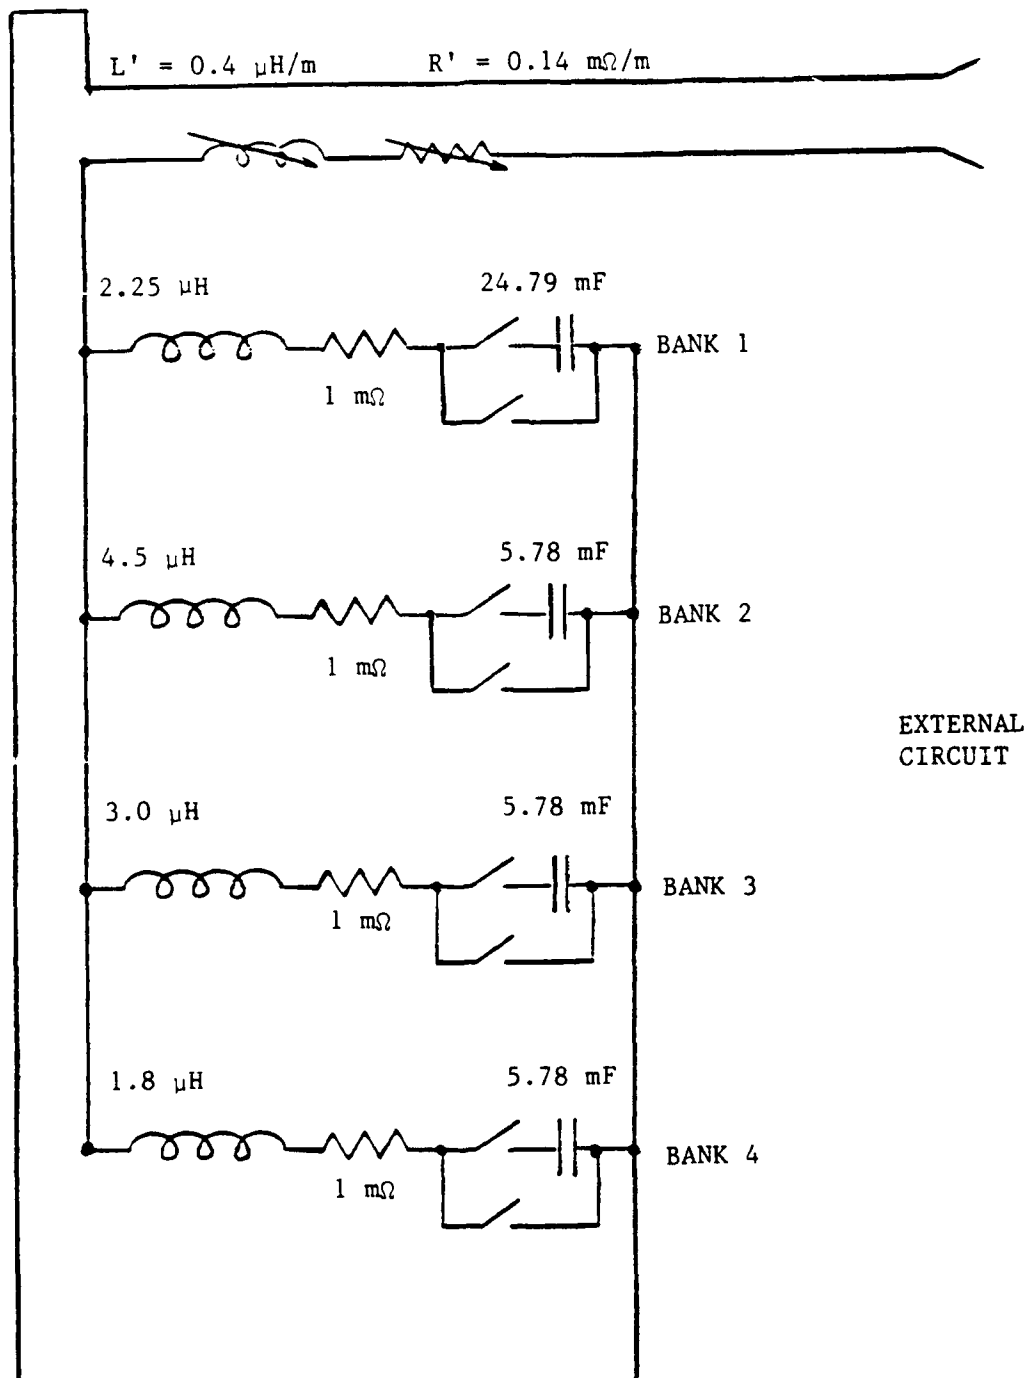 L' = 0.4 μH/m R' = 0.14 mΩ/m
2.25 μH 24.79 mF
BANK 1
1 mΩ
4.5 μH 5.78 mF
BANK 2
1 mΩ
EXTERNAL
CIRCUIT
3.0 μH 5.78 mF
BANK 3
1 mΩ
1.8 μH 5.78 mF
BANK 4
1 mΩ